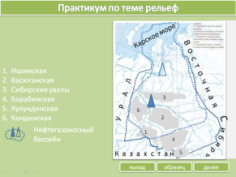 Практикум по теме рельеф
1. Ишимская
2. Васюганская
3. Сибирские увалы
4. Барабинская
5. Кулундинская
6. Кондинская
Нефтегазоносный
бассейн
Карское море
Урал
Восточная Сибирь
Казахстан
выход
образец
далее